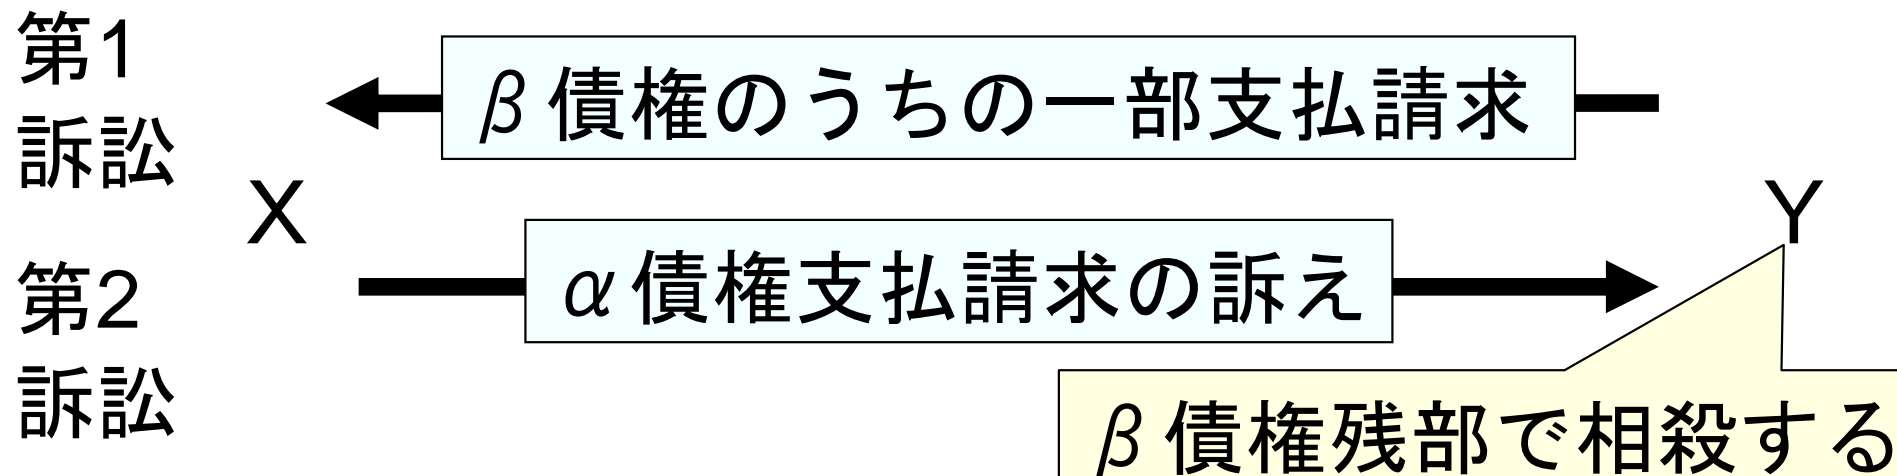 第1
訴訟
β債権のうちの一部支払請求
X
Y
第2
訴訟
α債権支払請求の訴え
β債権残部で相殺する